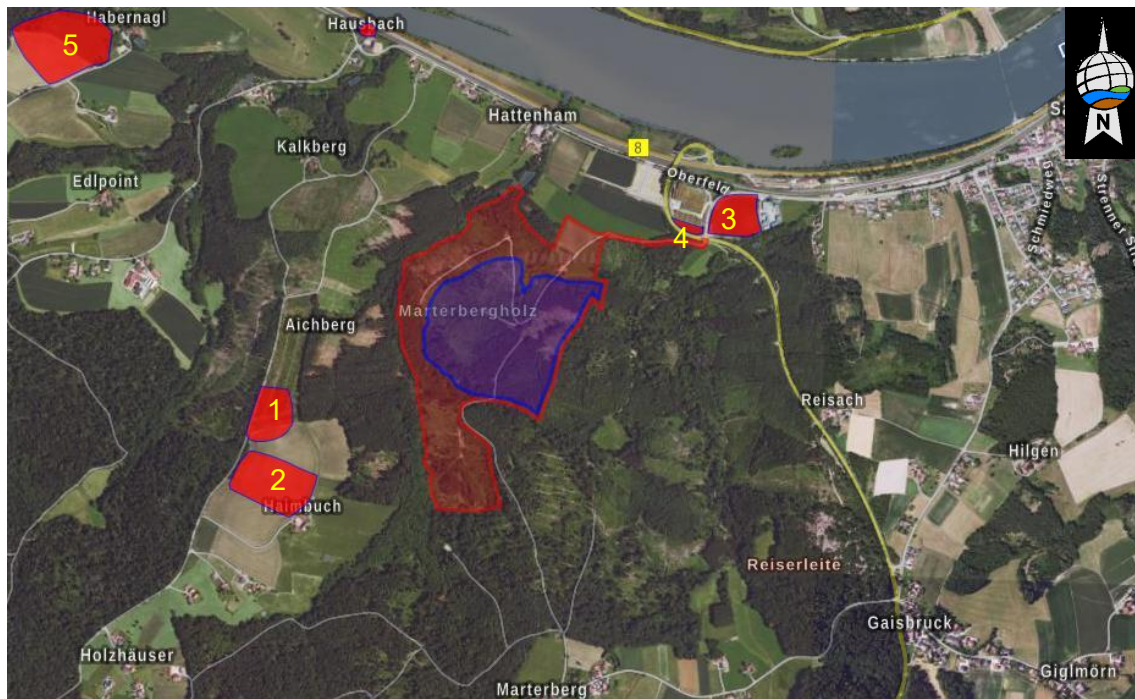 Habernagl
5
Hausbach
Hattenham
8
Kalkberg
Edlpoint
Oberfeld
3
4
Schmiedweg
Strenner
Marterbergholz
Aichberg
1
Reisach
2
Haimbuch
Hilgen
Reiserleite
Gaisbruck
Holzhäuser
Giglmörn
Marterberg
N